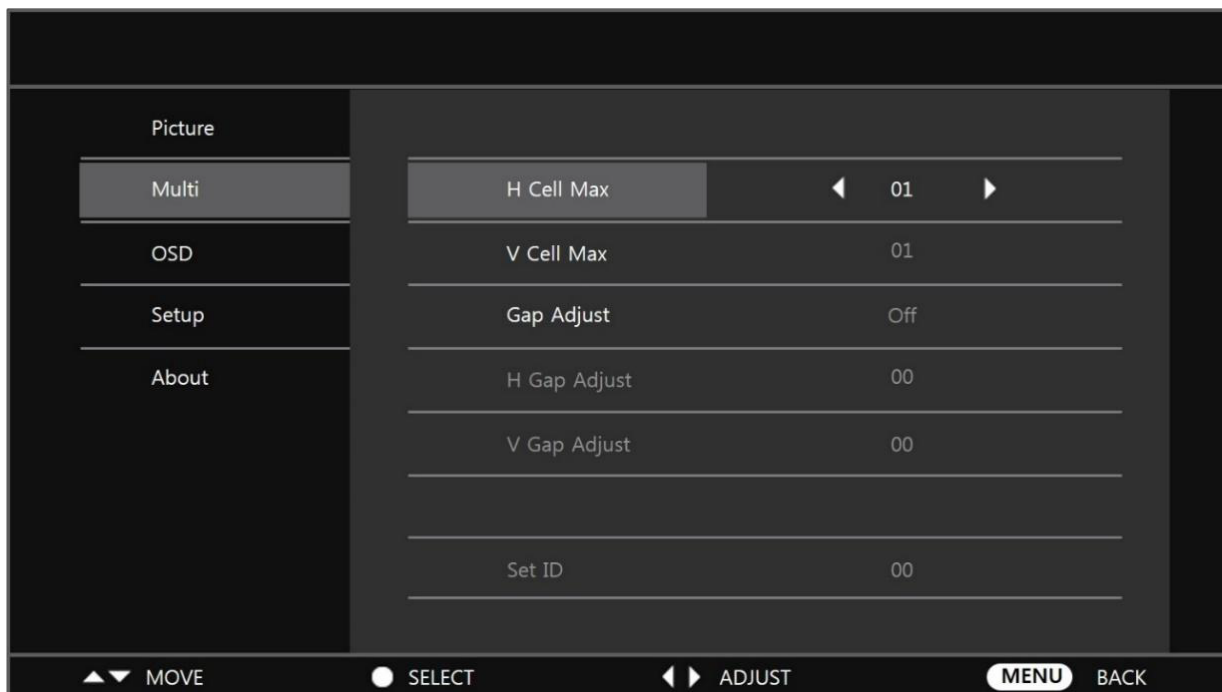 Picture
Multi
OSD
Setup
About
H Cell Max 01
V Cell Max 01
Gap Adjust Off
H Gap Adjust 00
V Gap Adjust 00
Set ID 00
MOVE SELECT ADJUST MENU BACK